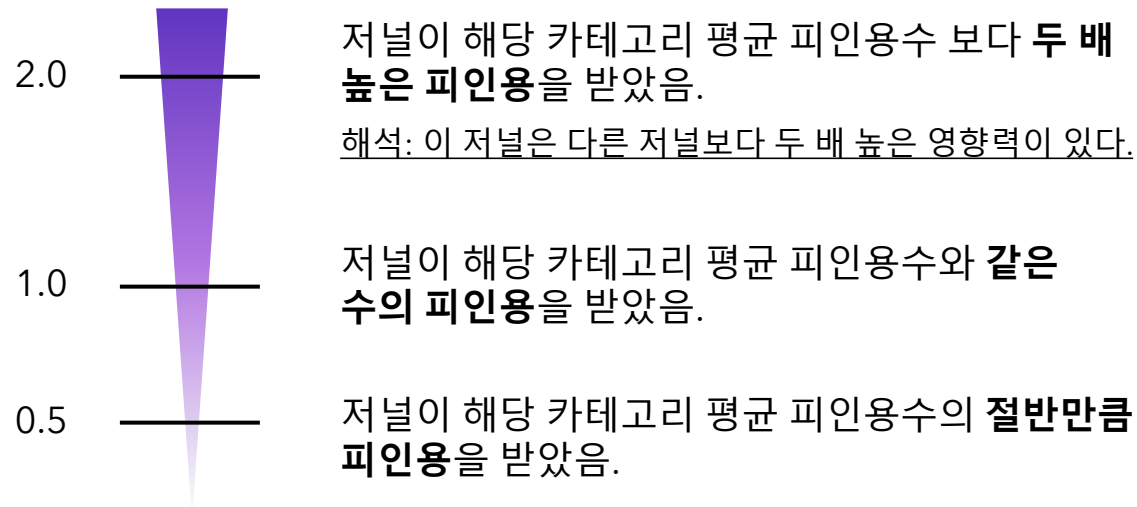 2.0
저널이 해당 카테고리 평균 피인용수 보다 두 배
높은 피인용을 받았음.
해석: 이 저널은 다른 저널보다 두 배 높은 영향력이 있다.
1.0
저널이 해당 카테고리 평균 피인용수와 같은
수의 피인용을 받았음.
0.5
저널이 해당 카테고리 평균 피인용수의 절반만큼
피인용을 받았음.